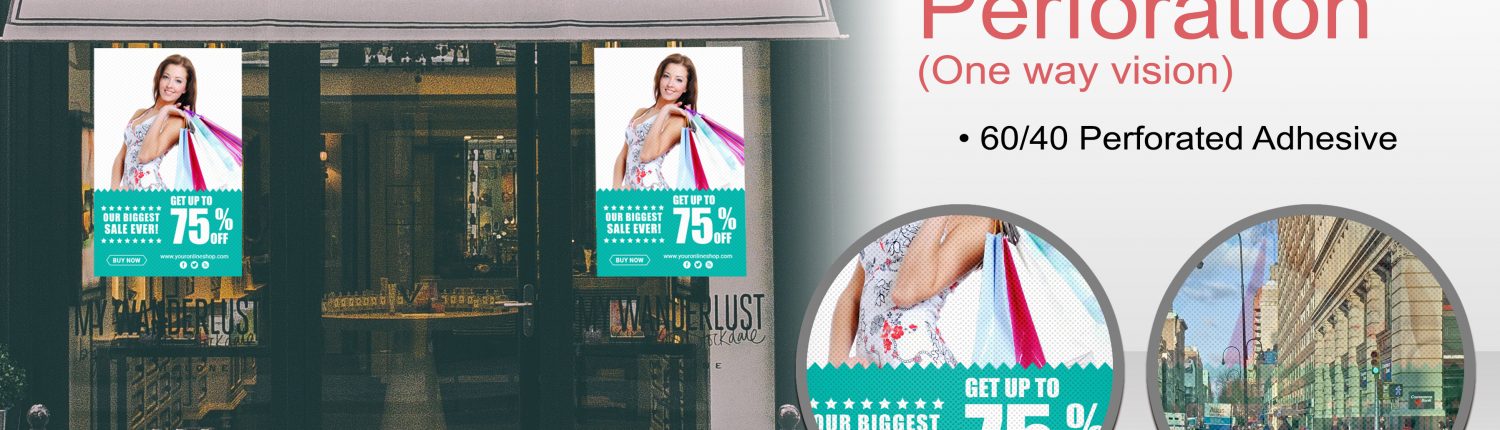 Perforation
(One way vision)
• 60/40 Perforated Adhesive
OUR BIGGEST
SALE EVER!
GET UP TO
75%
OFF
BUY NOW
www.youronlineshop.com
OUR BIGGEST
SALE EVER!
GET UP TO
75%
OFF
BUY NOW
www.youronlineshop.com
MY WANDERLUST
WANDERLUST
GET UP TO
75%
OUR BIGGEST